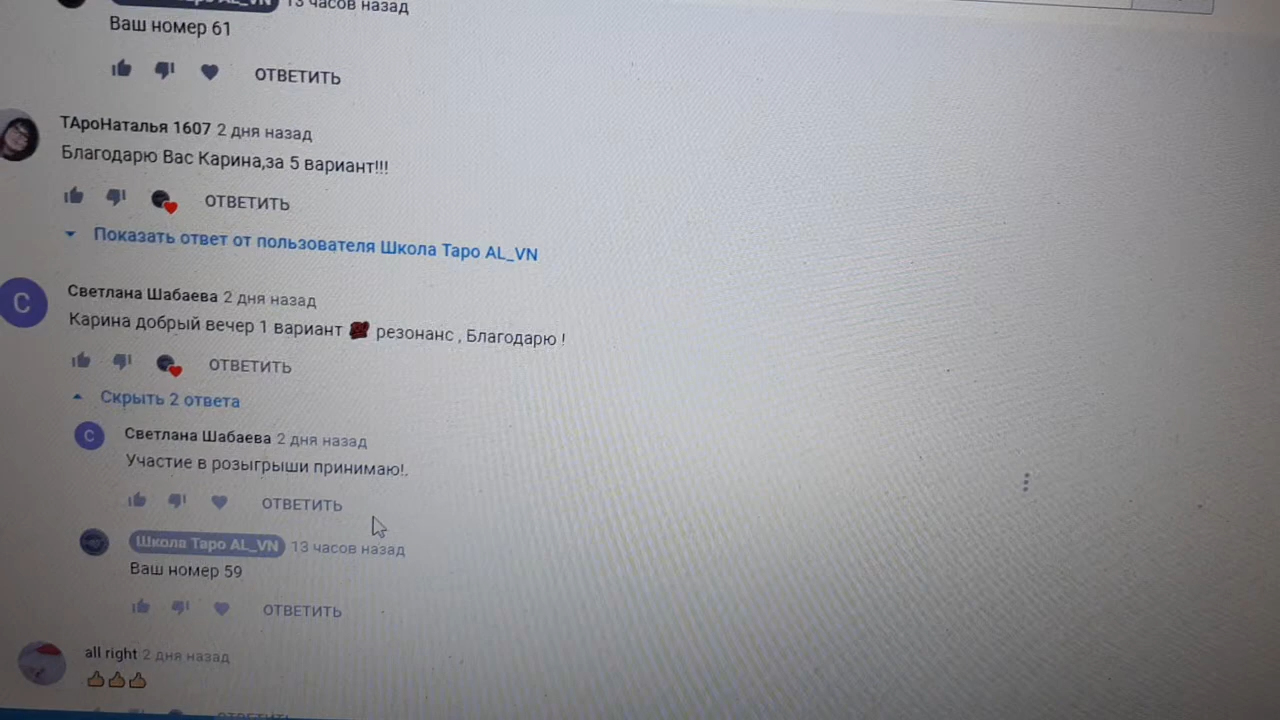 AL_VN 13 часов назад
Ваш номер 61
ОТВЕТИТЬ
ТАроНаталья 1607 2 дня назад
Благодарю Вас Карина,за 5 вариант!!!
ОТВЕТИТЬ
Показать ответ от пользователя Школа Таро AL_VN
С
Светлана Шабаева 2 дня назад
Карина добрый вечер 1 вариант резонанс , Благодарю !
ОТВЕТИТЬ
Скрыть 2 ответа
С
Светлана Шабаева 2 дня назад
Участие в розыгрыши принимаю!.
ОТВЕТИТЬ
Школа Таро AL_VN 13 часов назад
Ваш номер 59
ОТВЕТИТЬ
all right 2 дня назад
👍👍👍
ОТВЕТИТЬ